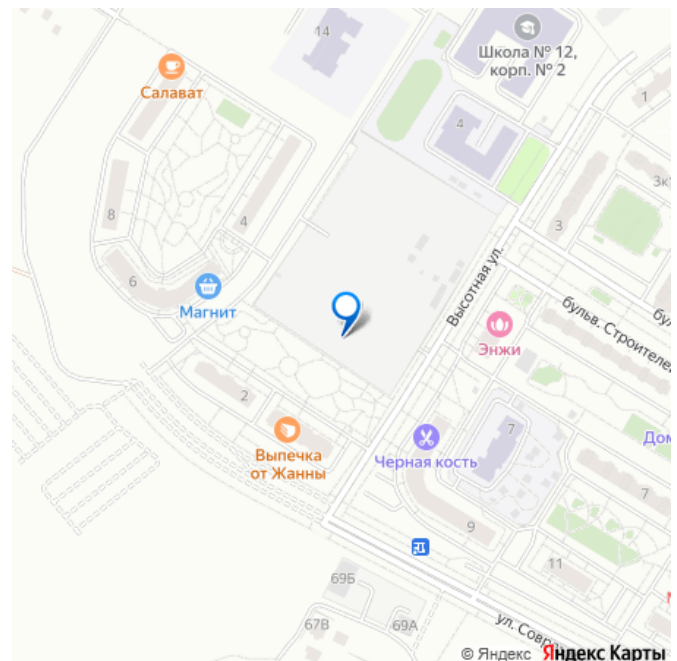 14
Школа № 12,
корп. № 2
Салават
1
4
3к
8
4
3
6
Высотная ул.
Магнит
бульв. Строителе
бу
Энжи
2
7
Выпечка
от Жанны
Черная кость
Дом
7
9
11
69Б
67В
69А
ул. Совр
© Яндекс Яндекс Карты